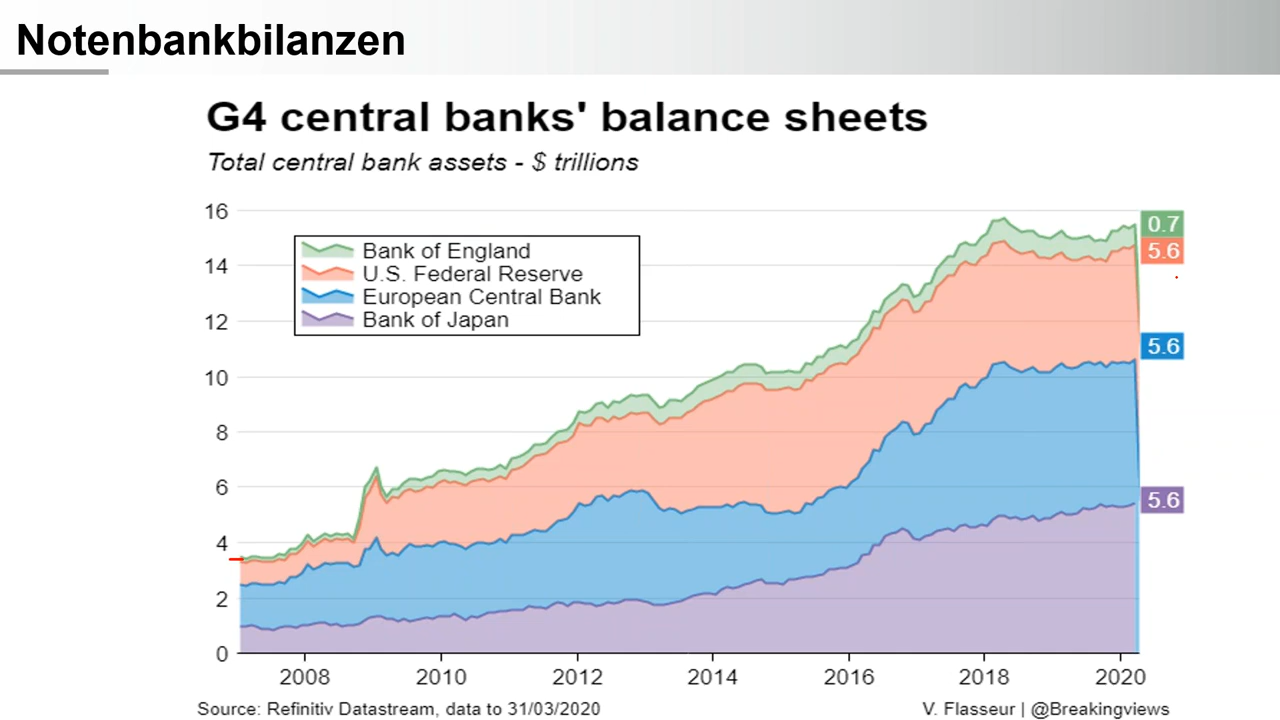 Notenbankbilanzen
G4 central banks' balance sheets
Total central bank assets - $ trillions
16
14
12
10
8
6
4
2
0
Bank of England
U.S. Federal Reserve
European Central Bank
Bank of Japan
0.7
5.6
5.6
5.6
2008 2010 2012 2014 2016 2018 2020
Source: Refinitiv Datastream, data to 31/03/2020
V. Flasseur | @Breakingviews